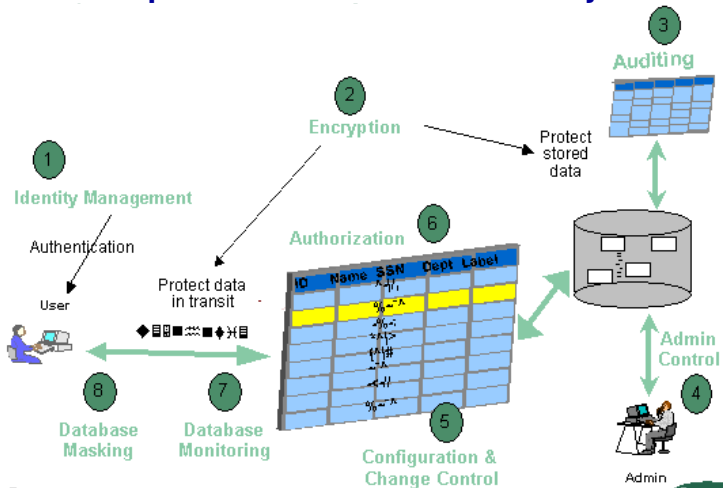 3
Auditing
2
Encryption
Protect
stored
data
1
Identity Management
Authentication
User
Protect data
in transit
Authorization
6
ID Name SSN Dept Label
Admin
Control
4
Admin
8
Database
Masking
7
Database
Monitoring
5
Configuration &
Change Control